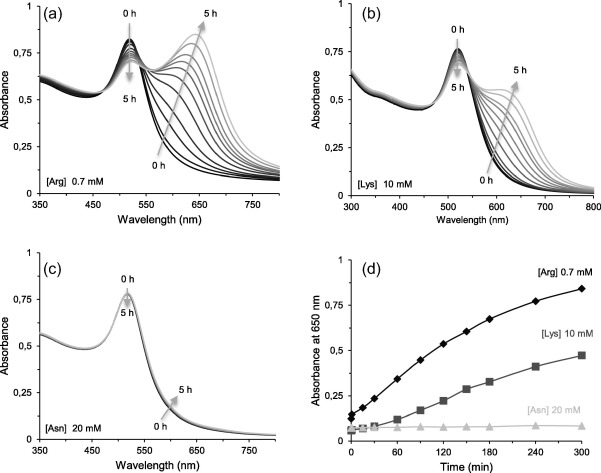 (a)
0 h
5 h
5 h
0 h
[Arg] 0.7 mM
Absorbance
1
0,75
0,5
0,25
0
350
450
550
650
750
Wavelength (nm)
(b)
0 h
5 h
5 h
0 h
[Lys] 10 mM
Absorbance
1
0,75
0,5
0,25
0
300
400
500
600
700
800
Wavelength (nm)
(c)
0 h
5 h
5 h
0 h
[Asn] 20 mM
Absorbance
1
0,75
0,5
0,25
0
350
450
550
650
750
Wavelength (nm)
(d)
[Arg] 0.7 mM
[Lys] 10 mM
[Asn] 20 mM
Absorbance at 650 nm
1
0,75
0,5
0,25
0
0
60
120
180
240
300
Time (min)